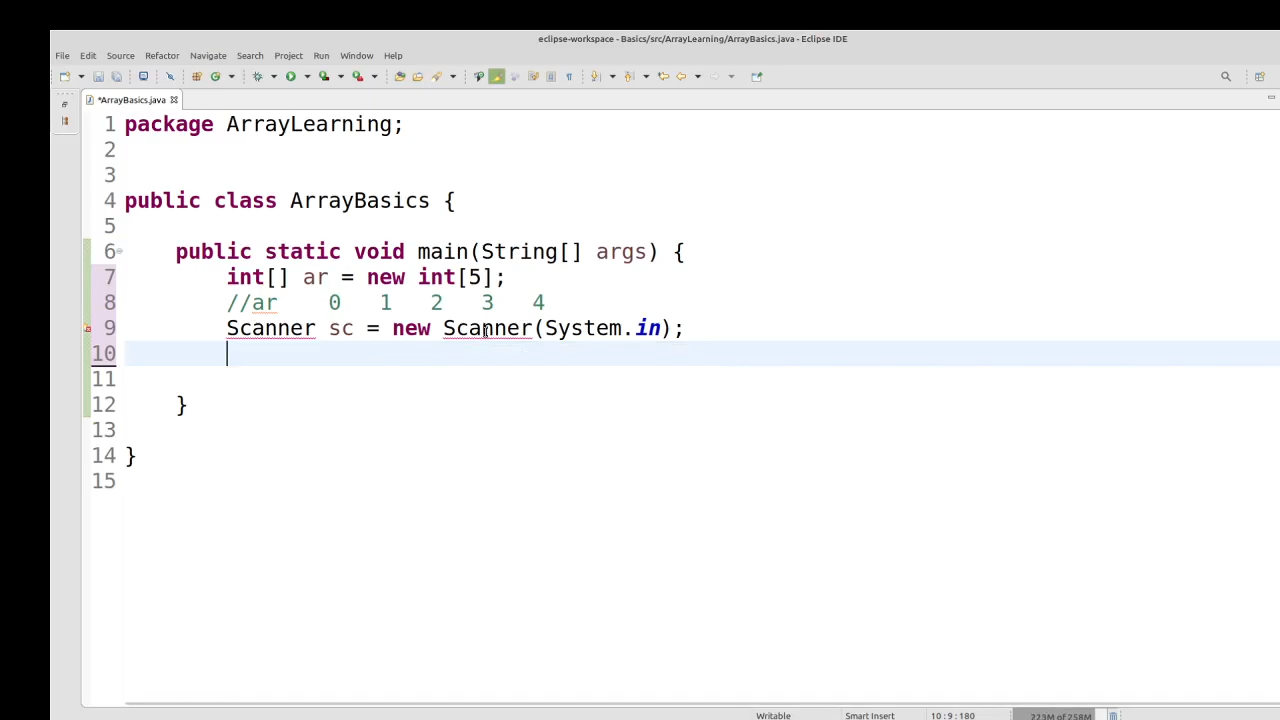 eclipse-workspace - Basics/src/ArrayLearning/ArrayBasics.java - Eclipse IDE
File Edit Source Refactor Navigate Search Project Run Window Help
*ArrayBasics.java
1 package ArrayLearning;
2
3
4 public class ArrayBasics {
5
6 public static void main(String[] args) {
7 int[] ar = new int[5];
8 //ar 0 1 2 3 4
9 Scanner sc = new Scanner(System.in);
10
11
12 }
13
14 }
15
Writable Smart Insert 10 : 9 : 180 223M of 258M